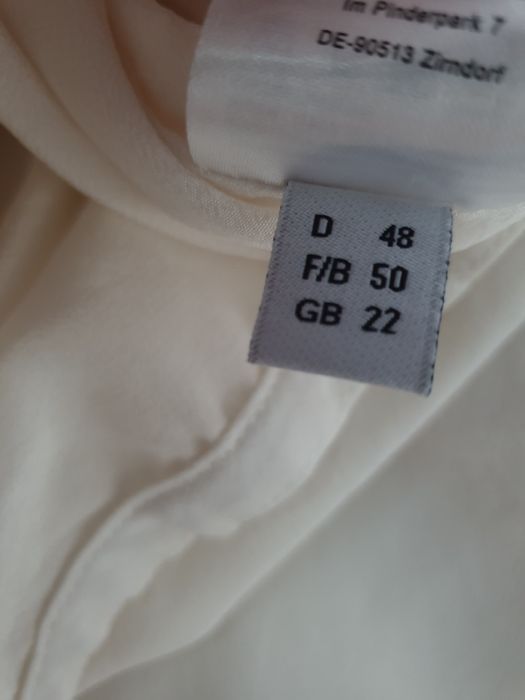 Im Pinderpark 7
DE-90513 Zirndorf
D 48
F/B 50
GB 22